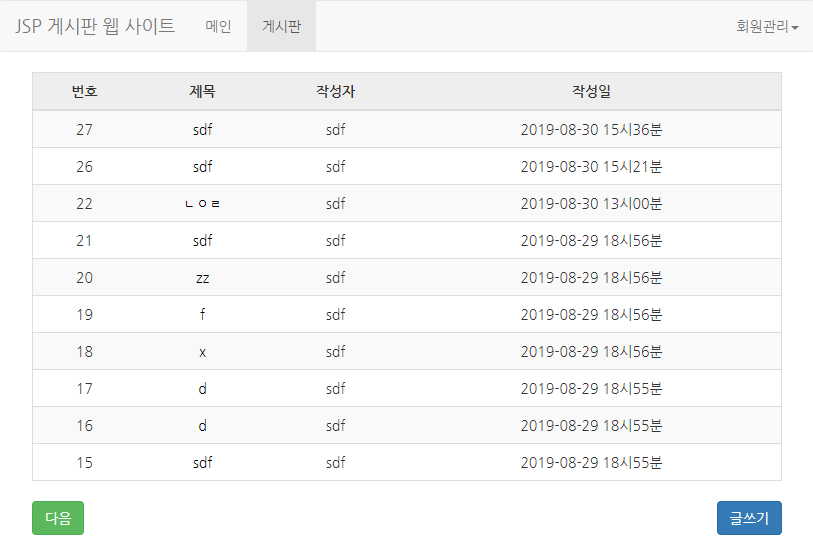 JSP 게시판 웹 사이트 메인 게시판 회원관리
번호 제목 작성자 작성일
27 sdf sdf 2019-08-30 15시36분
26 sdf sdf 2019-08-30 15시21분
22 ㄴㅇㄹ sdf 2019-08-30 13시00분
21 sdf sdf 2019-08-29 18시56분
20 zz sdf 2019-08-29 18시56분
19 f sdf 2019-08-29 18시56분
18 x sdf 2019-08-29 18시56분
17 d sdf 2019-08-29 18시55분
16 d sdf 2019-08-29 18시55분
15 sdf sdf 2019-08-29 18시55분
다음 글쓰기